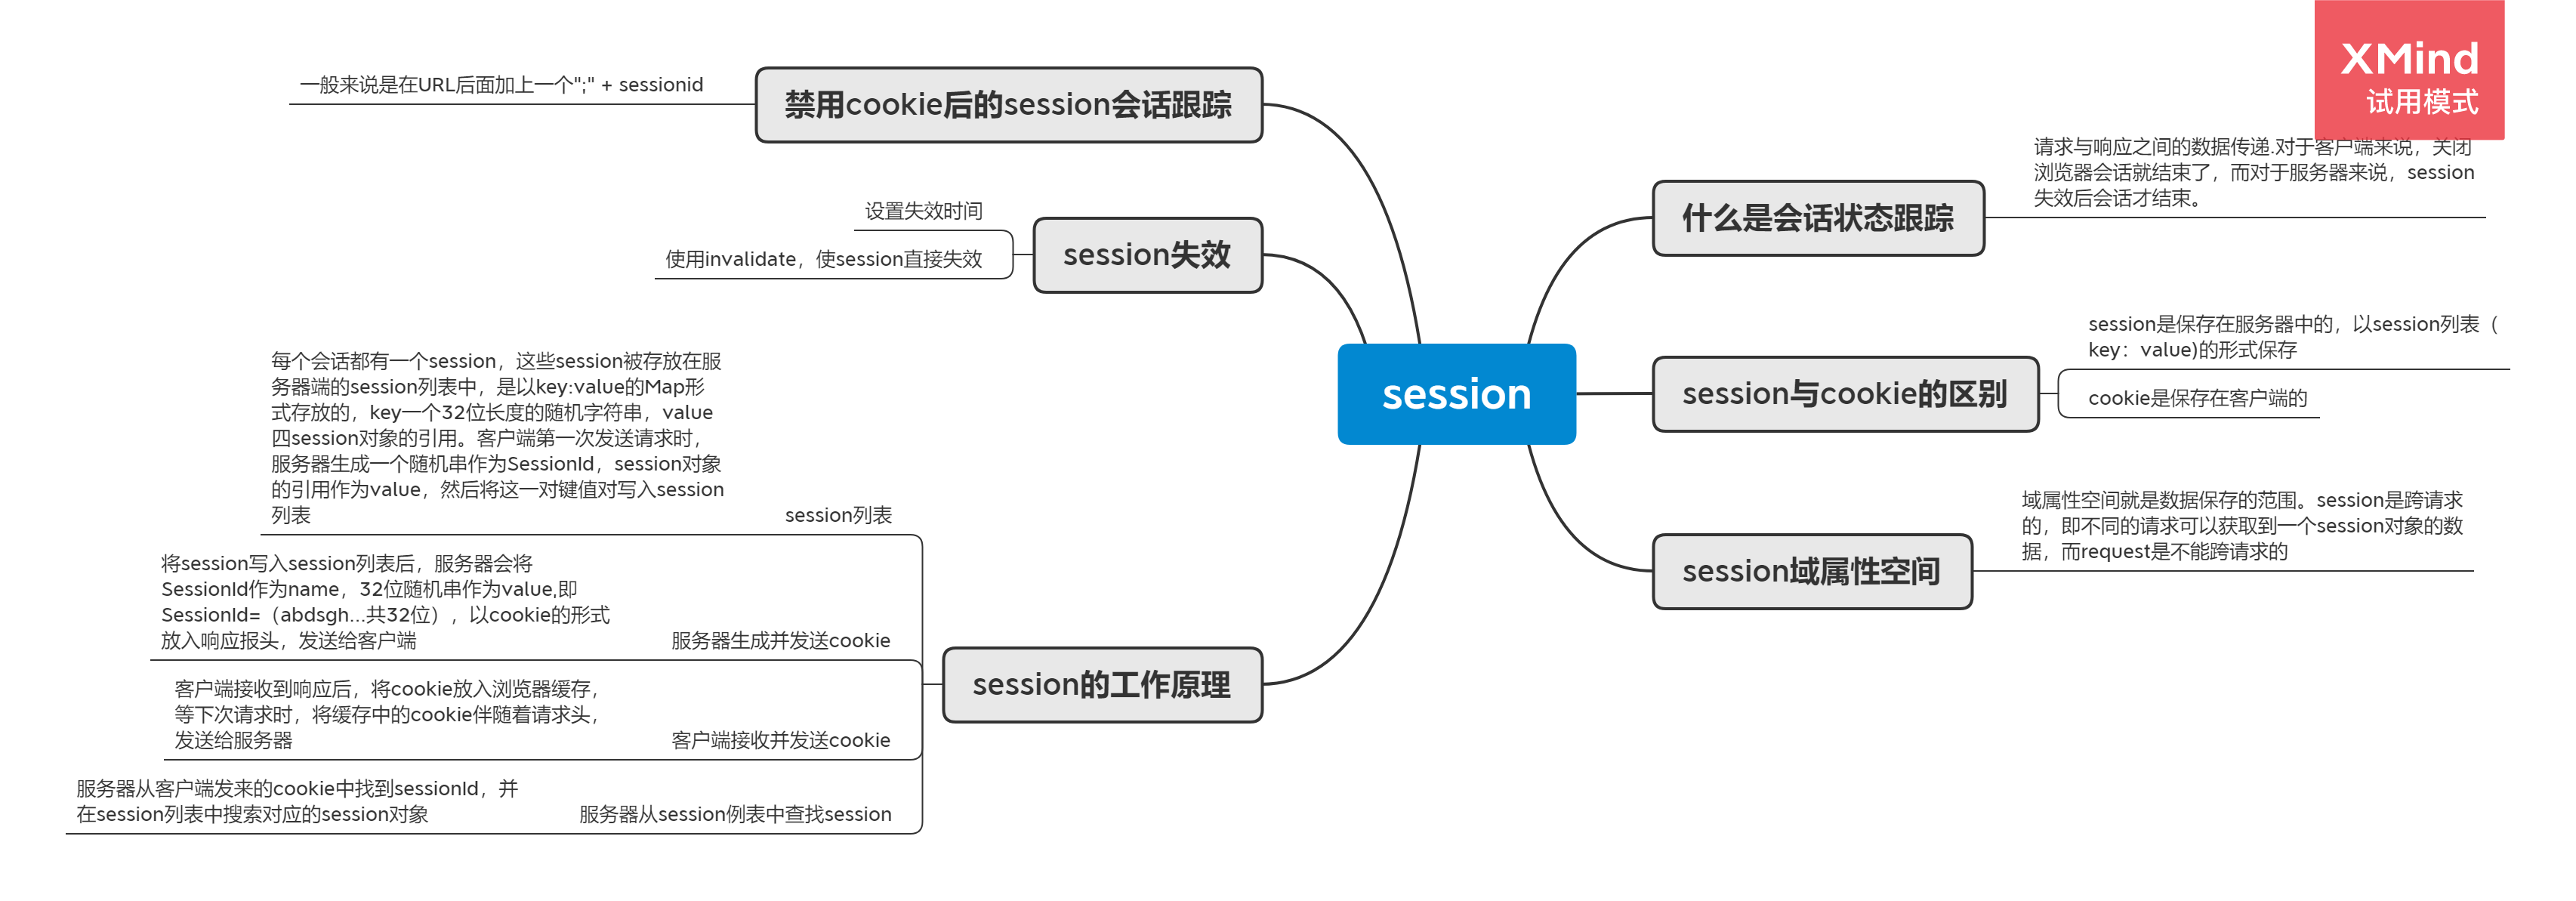 XMind
试用模式
session
什么是会话状态跟踪
请求与响应之间的数据传递.对于客户端来说，关闭
浏览器会话就结束了，而对于服务器来说，session
失效后会话才结束。
session与cookie的区别
session是保存在服务器中的，以session列表（
key：value)的形式保存
cookie是保存在客户端的
session域属性空间
域属性空间就是数据保存的范围。session是跨请求
的，即不同的请求可以获取到一个session对象的数
据，而request是不能跨请求的
禁用cookie后的session会话跟踪
一般来说是在URL后面加上一个";" + sessionid
session失效
设置失效时间
使用invalidate，使session直接失效
session的工作原理
session列表
每个会话都有一个session，这些session被存放在服
务器端的session列表中，是以key:value的Map形
式存放的，key一个32位长度的随机字符串，value
四session对象的引用。客户端第一次发送请求时，
服务器生成一个随机串作为SessionId，session对象
的引用作为value，然后将这一对键值对写入session
列表
服务器生成并发送cookie
将session写入session列表后，服务器会将
SessionId作为name，32位随机串作为value,即
SessionId=（abdsgh...共32位），以cookie的形式
放入响应报头，发送给客户端
客户端接收并发送cookie
客户端接收到响应后，将cookie放入浏览器缓存，
等下次请求时，将缓存中的cookie伴随着请求头，
发送给服务器
服务器从session例表中查找session
服务器从客户端发来的cookie中找到sessionId，并
在session列表中搜索对应的session对象